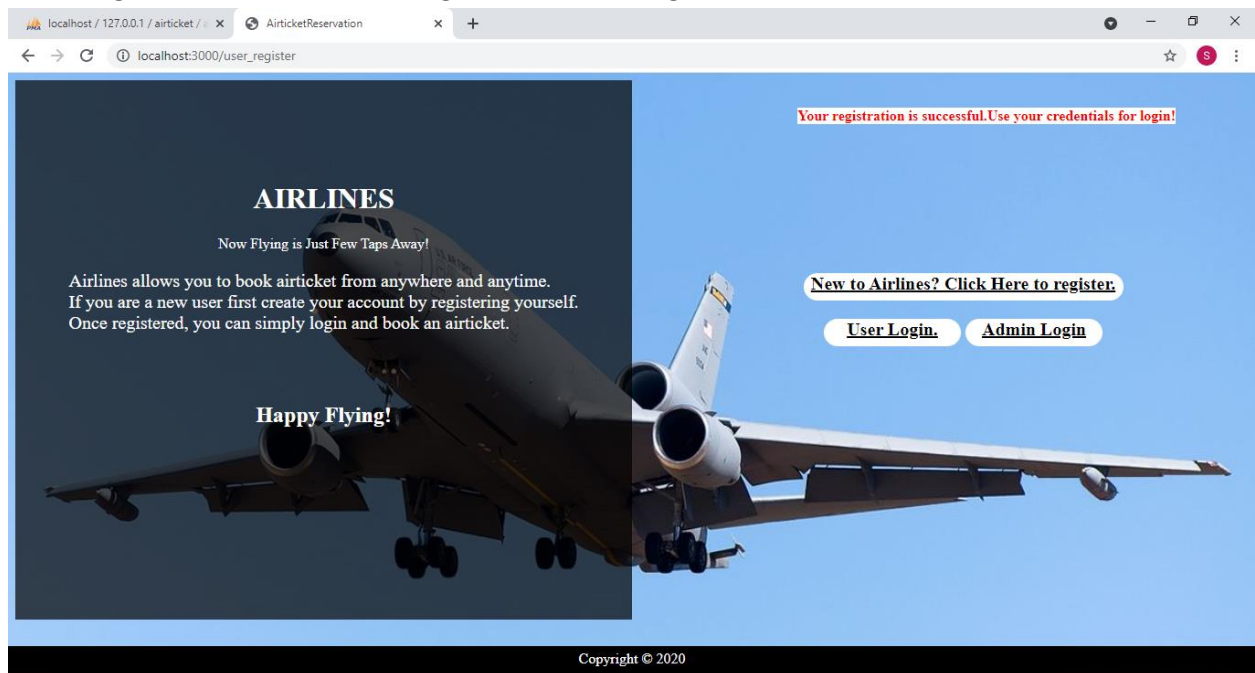 localhost / 127.0.0.1 / airticket / a
AirticketReservation
localhost:3000/user_register
S
Your registration is successful.Use your credentials for login!
AIRLINES
Now Flying is Just Few Taps Away!
Airlines allows you to book airticket from anywhere and anytime.
If you are a new user first create your account by registering yourself.
Once registered, you can simply login and book an airticket.
Happy Flying!
New to Airlines? Click Here to register.
User Login. Admin Login
Copyright © 2020